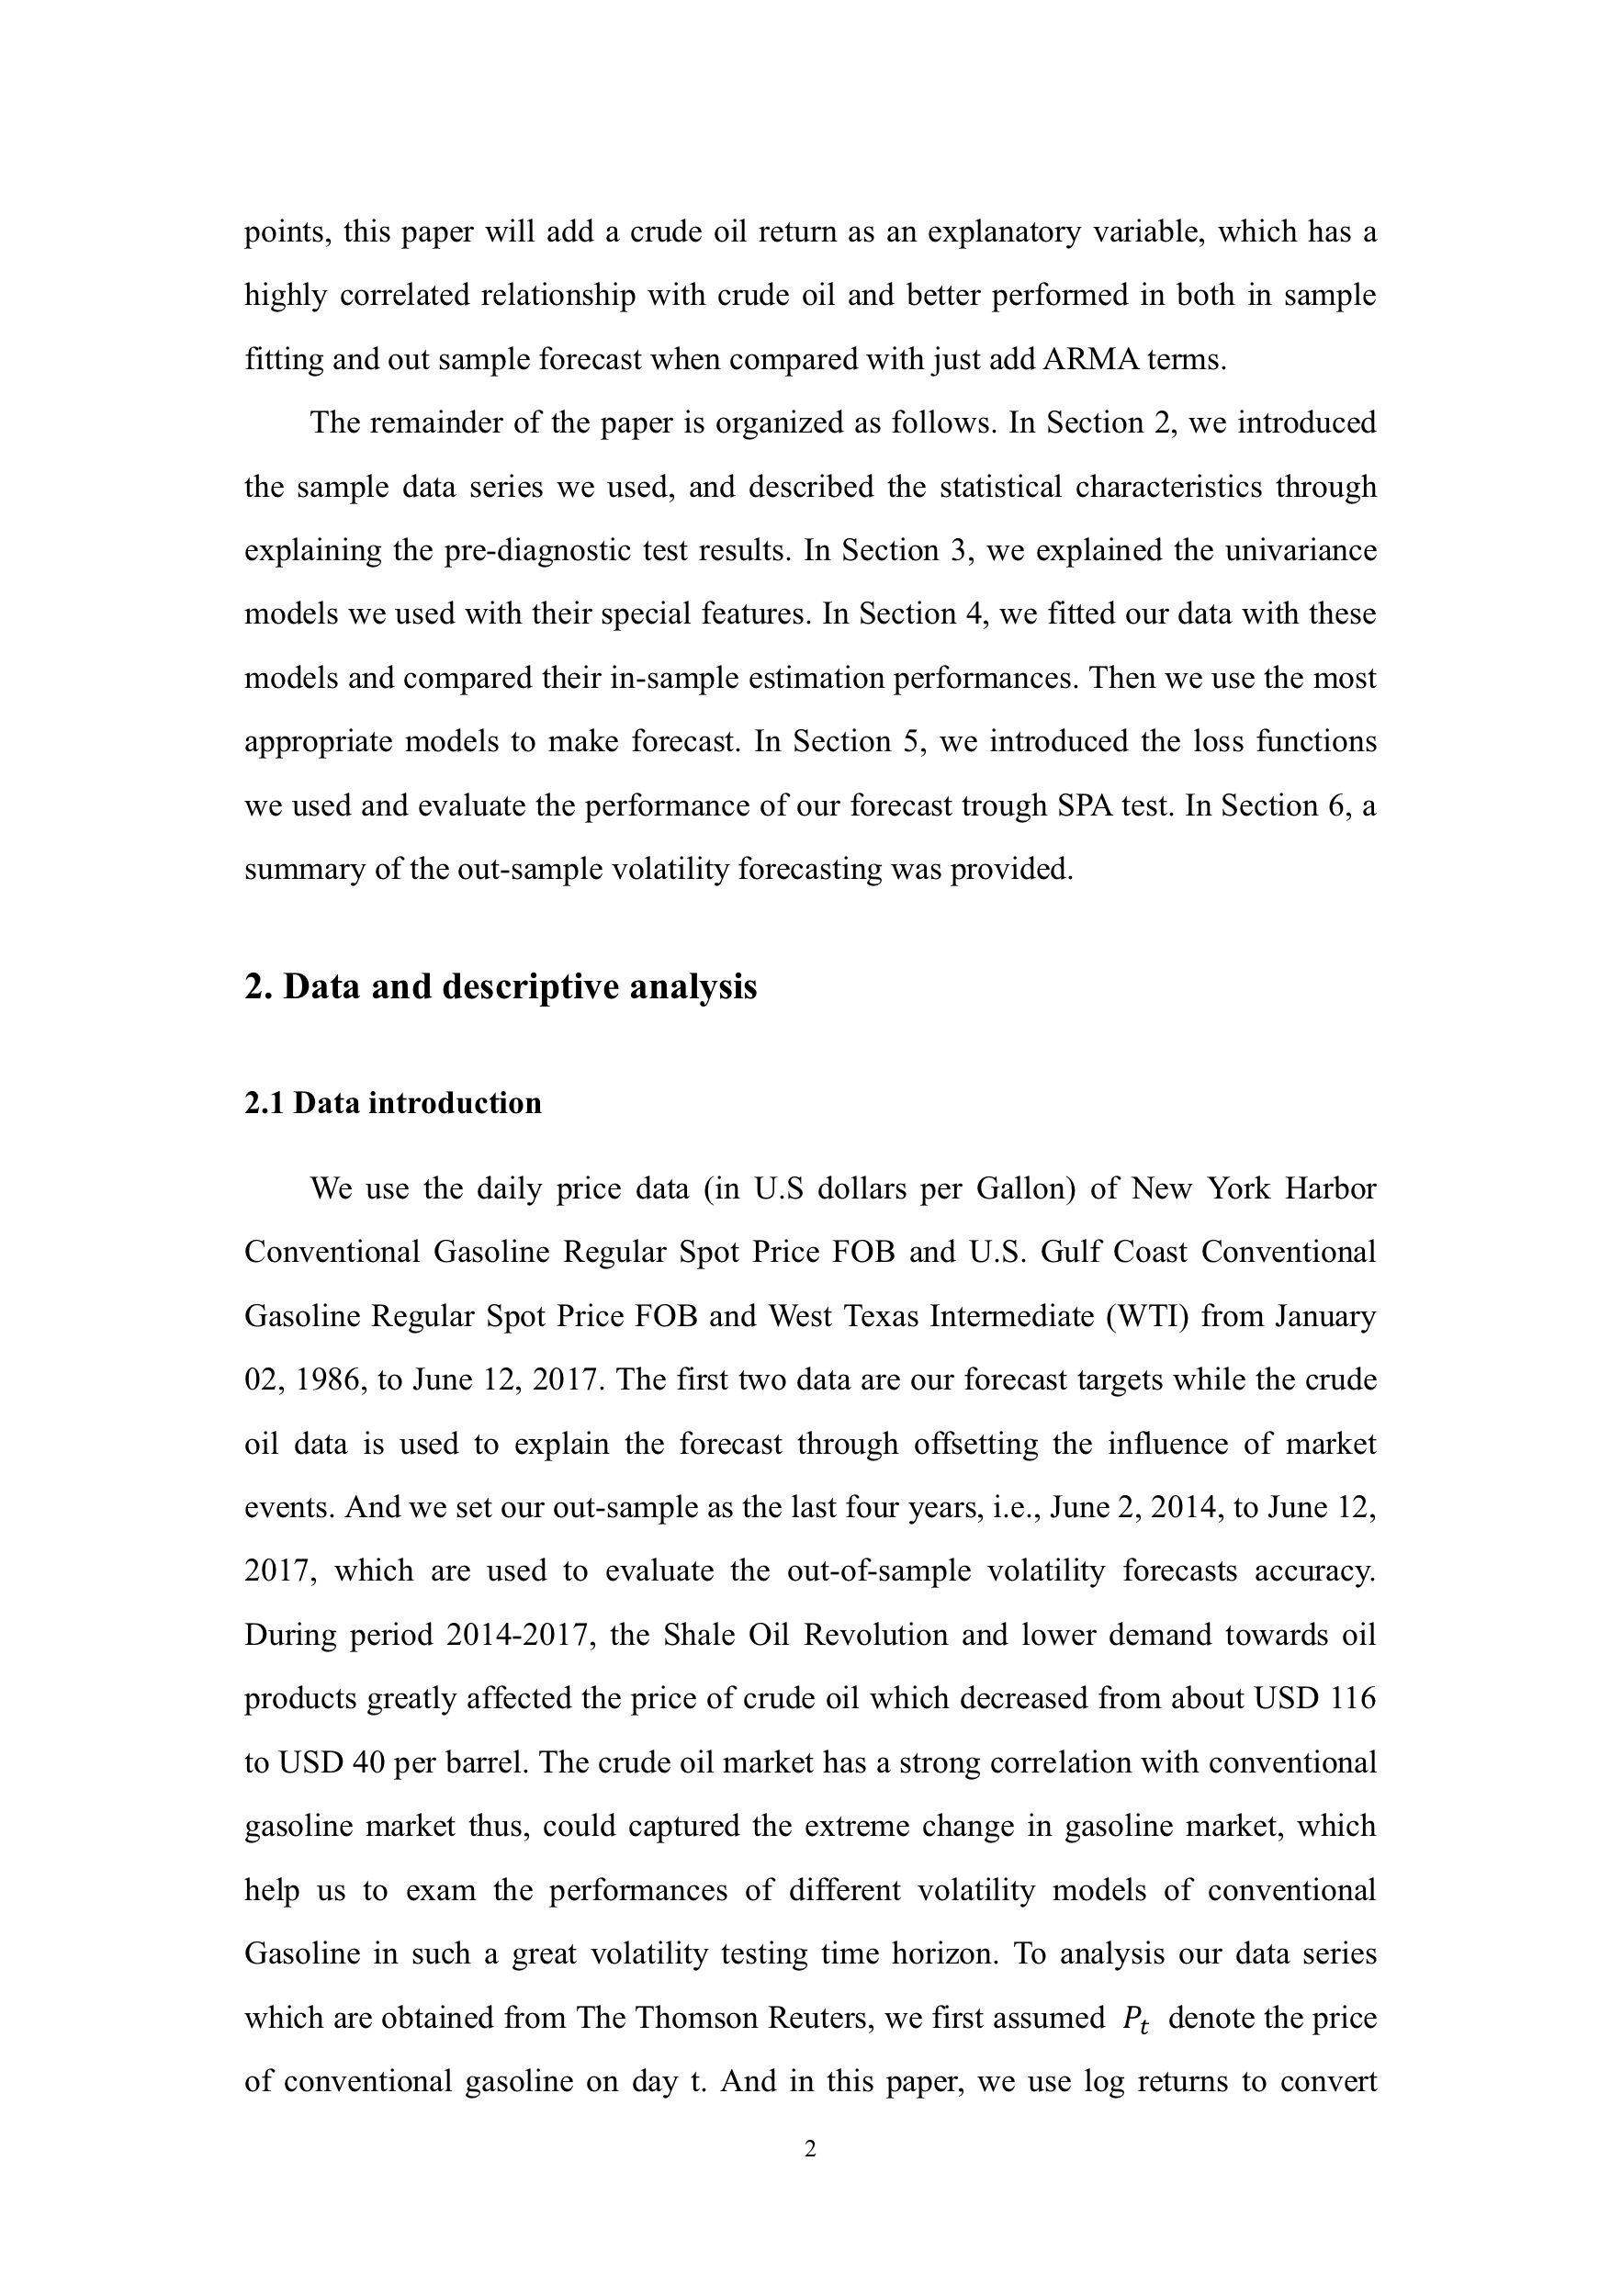 points, this paper will add a crude oil return as an explanatory variable, which has a
highly correlated relationship with crude oil and better performed in both in sample
fitting and out sample forecast when compared with just add ARMA terms.
The remainder of the paper is organized as follows. In Section 2, we introduced
the sample data series we used, and described the statistical characteristics through
explaining the pre-diagnostic test results. In Section 3, we explained the univariance
models we used with their special features. In Section 4, we fitted our data with these
models and compared their in-sample estimation performances. Then we use the most
appropriate models to make forecast. In Section 5, we introduced the loss functions
we used and evaluate the performance of our forecast trough SPA test. In Section 6, a
summary of the out-sample volatility forecasting was provided.
2. Data and descriptive analysis
2.1 Data introduction
We use the daily price data (in U.S dollars per Gallon) of New York Harbor
Conventional Gasoline Regular Spot Price FOB and U.S. Gulf Coast Conventional
Gasoline Regular Spot Price FOB and West Texas Intermediate (WTI) from January
02, 1986, to June 12, 2017. The first two data are our forecast targets while the crude
oil data is used to explain the forecast through offsetting the influence of market
events. And we set our out-sample as the last four years, i.e., June 2, 2014, to June 12,
2017, which are used to evaluate the out-of-sample volatility forecasts accuracy.
During period 2014-2017, the Shale Oil Revolution and lower demand towards oil
products greatly affected the price of crude oil which decreased from about USD 116
to USD 40 per barrel. The crude oil market has a strong correlation with conventional
gasoline market thus, could captured the extreme change in gasoline market, which
help us to exam the performances of different volatility models of conventional
Gasoline in such a great volatility testing time horizon. To analysis our data series
which are obtained from The Thomson Reuters, we first assumed P_t denote the price
of conventional gasoline on day t. And in this paper, we use log returns to convert
2